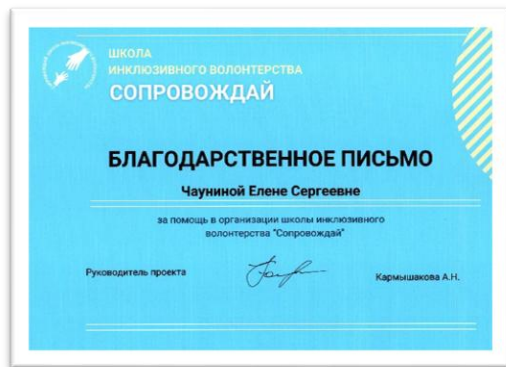 ШКОЛА
ИНКЛЮЗИВНОГО ВОЛОНТЕРСТВА
СОПРОВОЖДАЙ
БЛАГОДАРСТВЕННОЕ ПИСЬМО
Чауниной Елене Сергеевне
за помощь в организации школы инклюзивного
волонтерства "Сопровождай"
Руководитель проекта
Кармышакова А.Н.